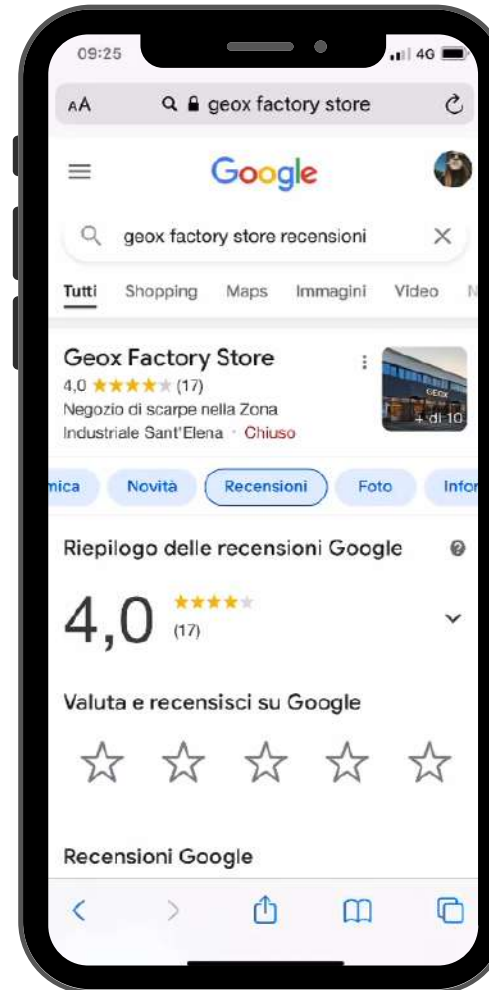 09:25 4G
AA geox factory store
Google
geox factory store recensioni
Tutti Shopping Maps Immagini Video N
Geox Factory Store
4,0 (17)
Negozio di scarpe nella Zona
Industriale Sant'Elena · Chiuso
GEOX
+ di 10
mica Novità Recensioni Foto Infor
Riepilogo delle recensioni Google
4,0
(17)
Valuta e recensisci su Google
Recensioni Google